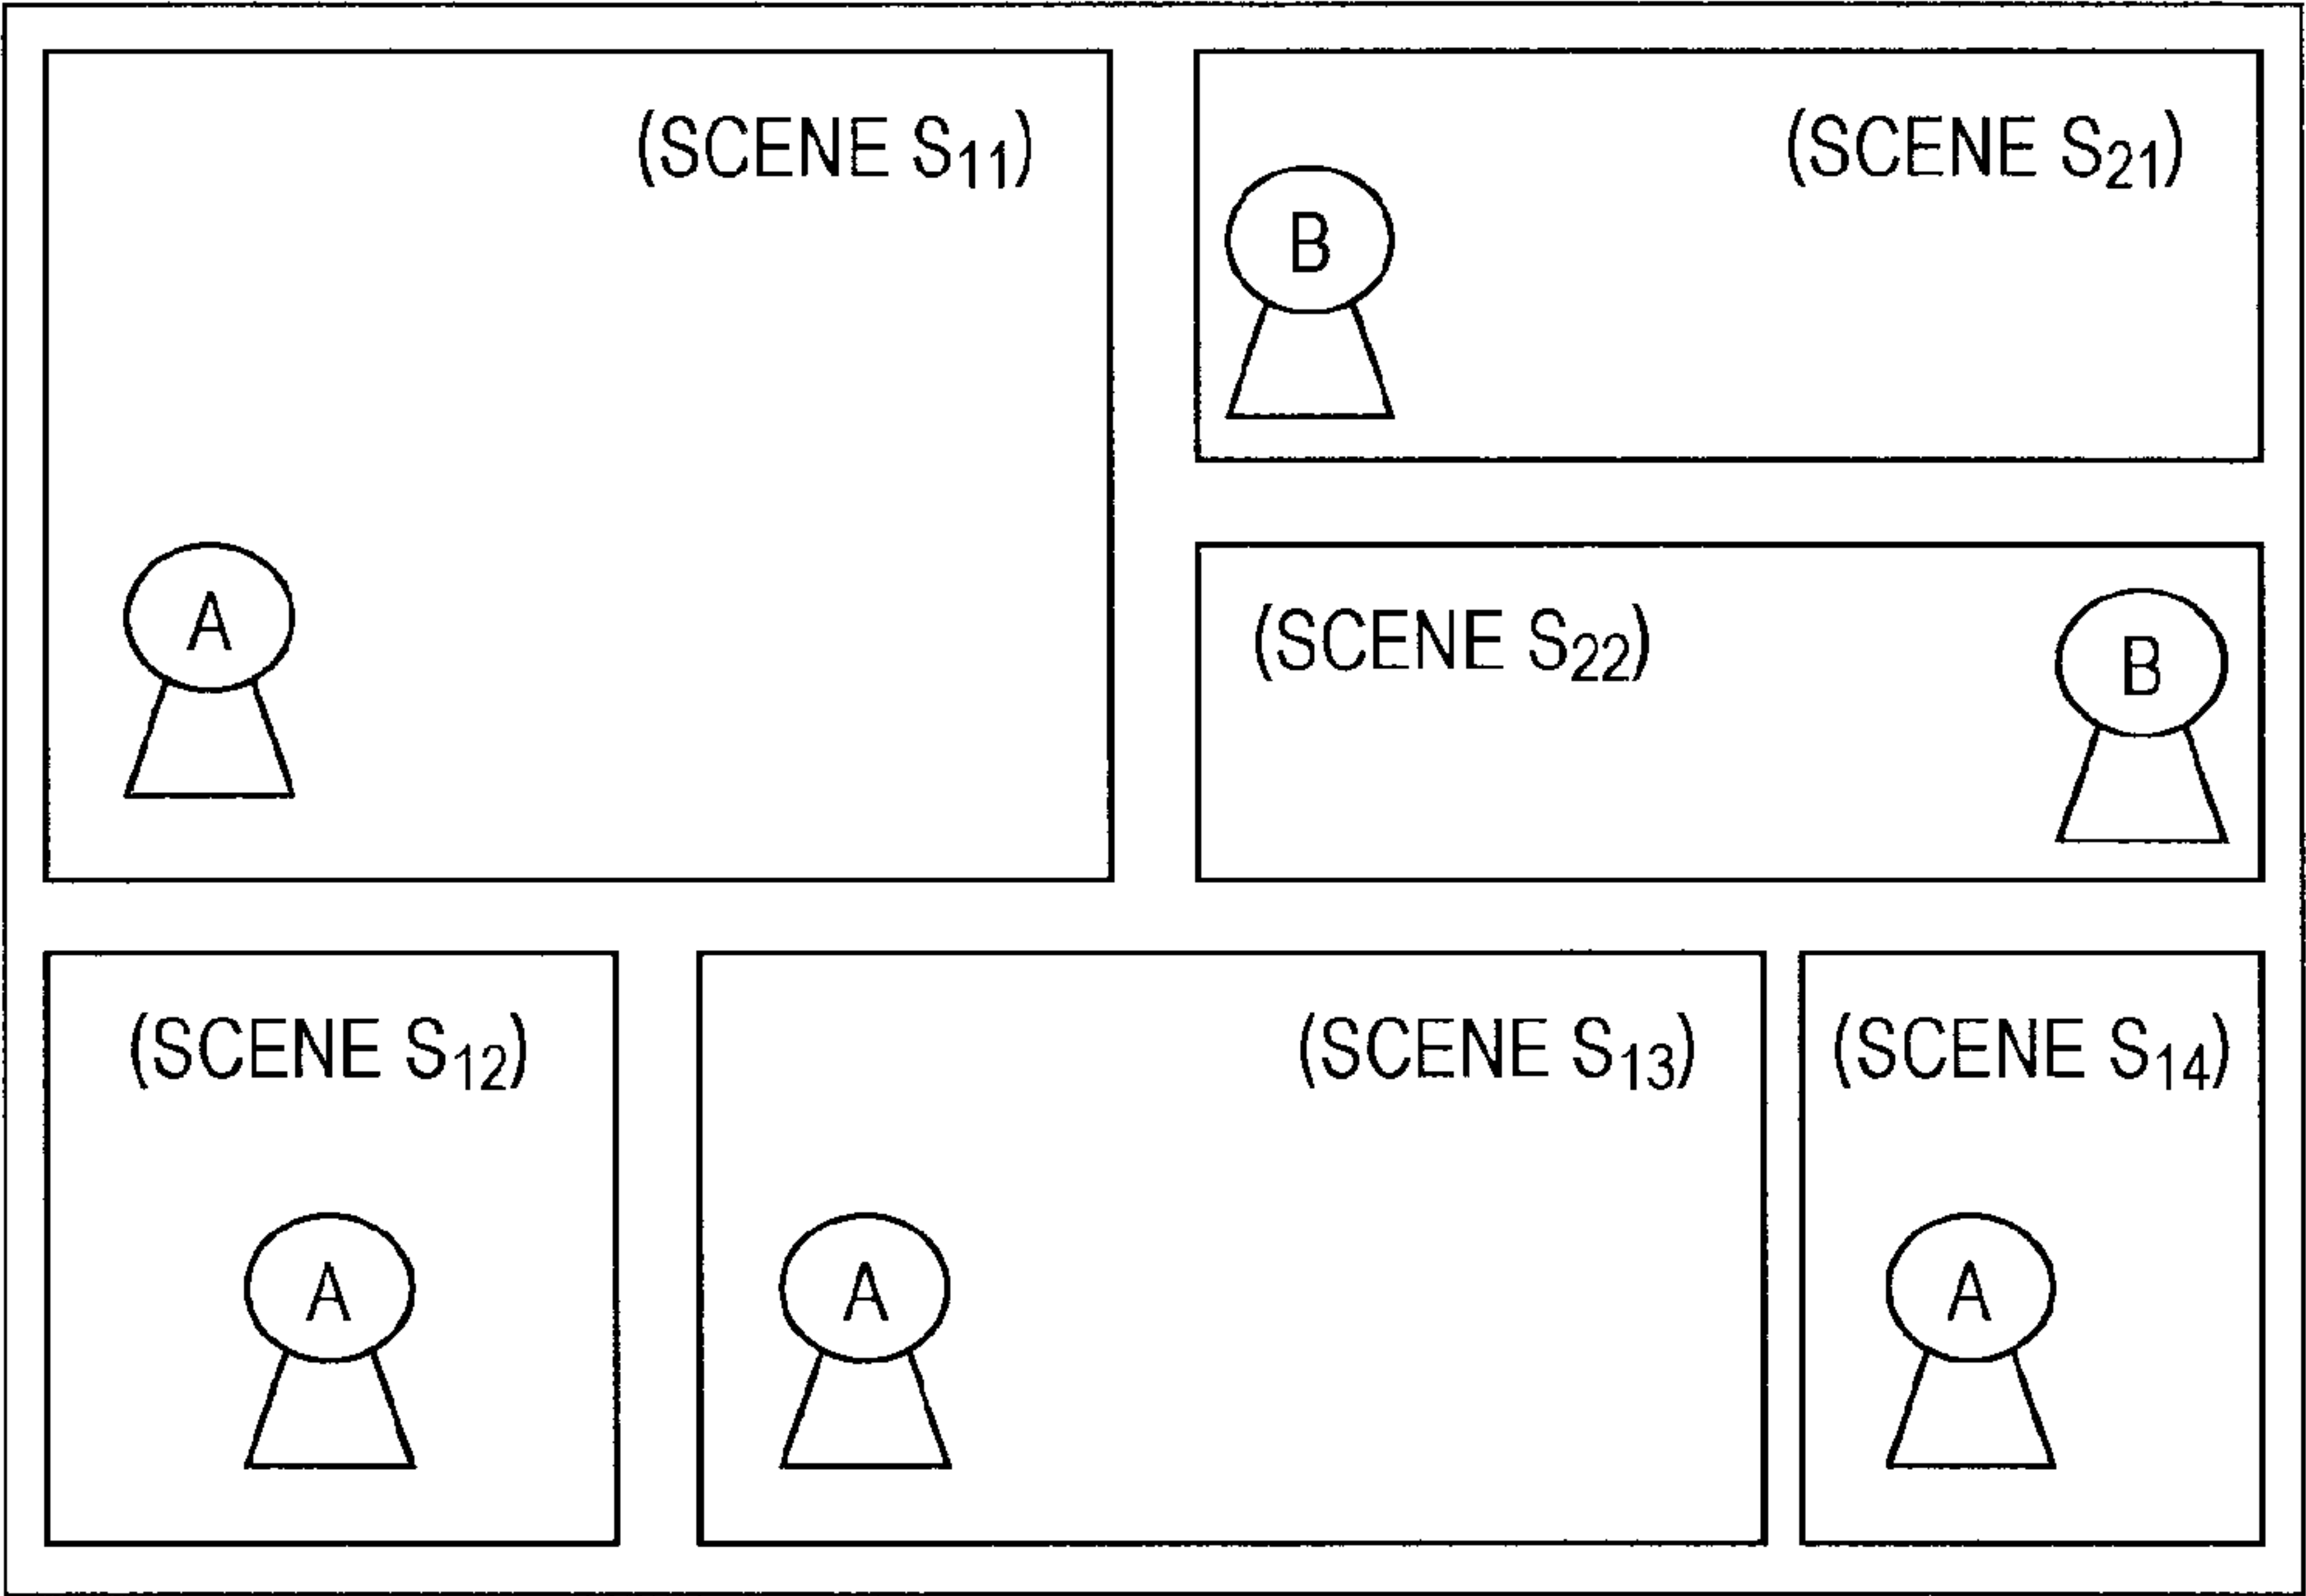 (SCENE S₁₁)
A
(SCENE S₂₁)
B
(SCENE S₂₂)
B
(SCENE S₁₂)
A
(SCENE S₁₃)
A
(SCENE S₁₄)
A